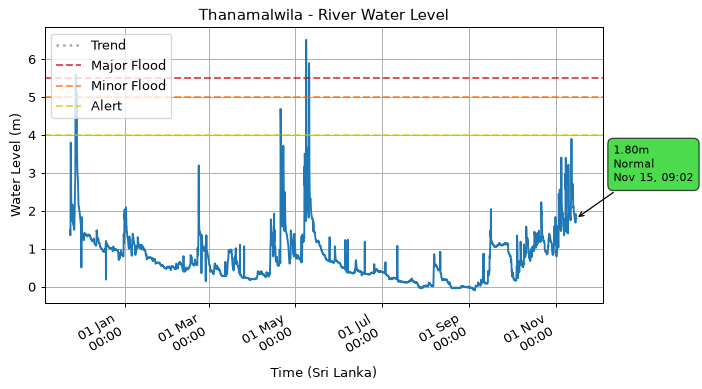 Thanamalwila - River Water Level
Trend
Major Flood
Minor Flood
Alert
Water Level (m)
6
5
4
3
2
1
0
1.80m
Normal
Nov 15, 09:02
01 Jan
00:00
01 Mar
00:00
01 May
00:00
01 Jul
00:00
01 Sep
00:00
01 Nov
00:00
Time (Sri Lanka)